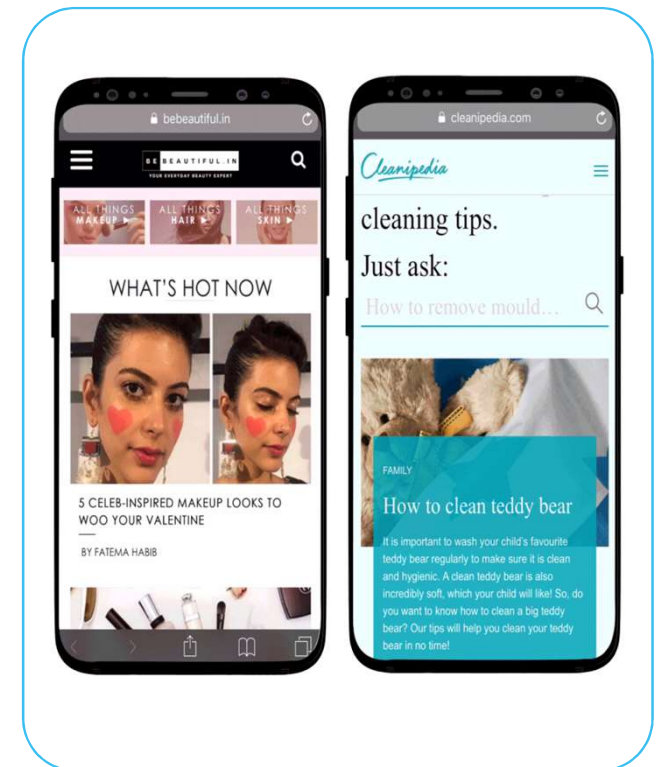 bebeautiful.in
BEBEAUTIFUL.IN
YOUR EVERYDAY BEAUTY EXPERT
ALL THINGS
MAKEUP ▶
ALL THINGS
HAIR ▶
ALL THINGS
SKIN ▶
WHAT'S HOT NOW
5 CELEB-INSPIRED MAKEUP LOOKS TO
WOO YOUR VALENTINE
BY FATEMA HABIB
cleanipedia.com
Cleanipedia
cleaning tips.
Just ask:
How to remove mould...
FAMILY
How to clean teddy bear
It is important to wash your child's favourite
teddy bear regularly to make sure it is clean
and hygienic. A clean teddy bear is also
incredibly soft, which your child will like! So, do
you want to know how to clean a big teddy
bear? Our tips will help you clean your teddy
bear in no time!